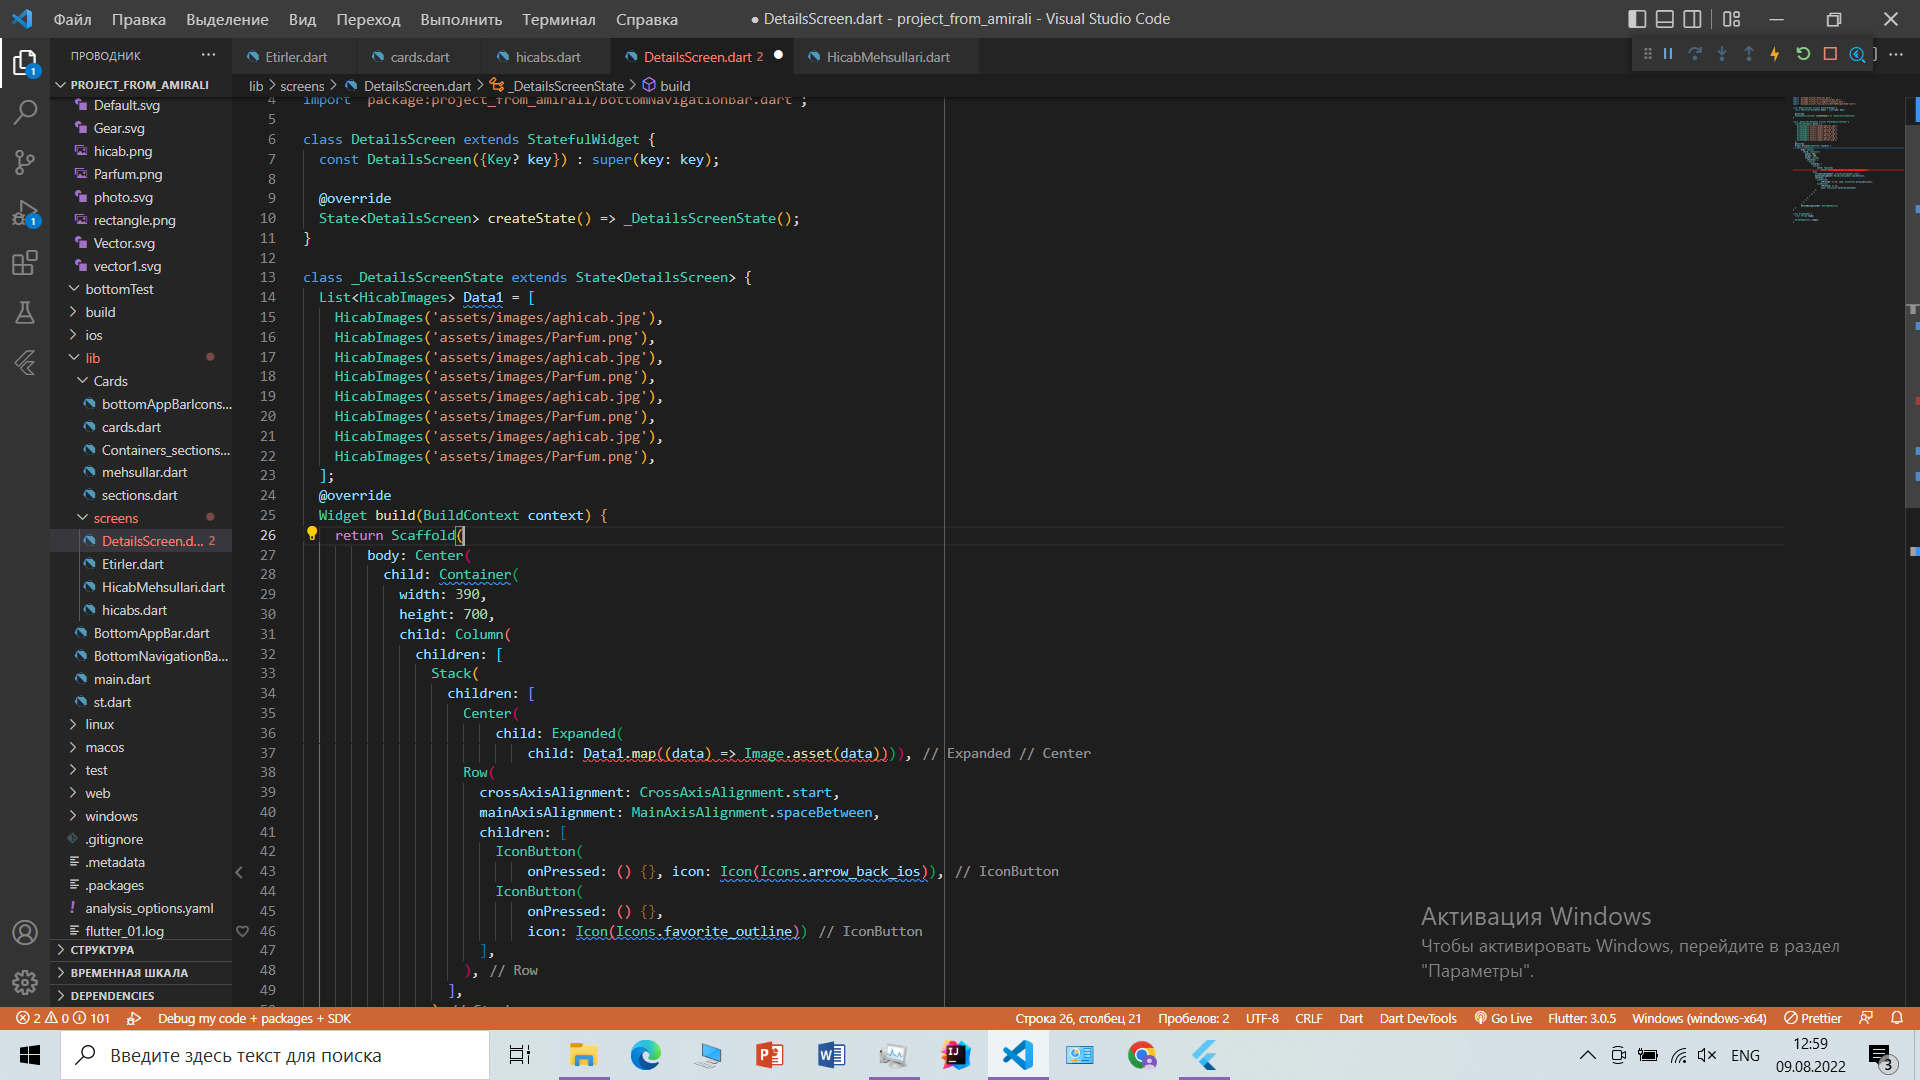 Файл Правка Выделение Вид Переход Выполнить Терминал Справка
● DetailsScreen.dart - project_from_amirali - Visual Studio Code
ПРОВОДНИК ···
Etirler.dart cards.dart hicabs.dart DetailsScreen.dart 2 ● HicabMehsullari.dart
lib > screens > DetailsScreen.dart > _DetailsScreenState > build
1
1
PROJECT_FROM_AMIRALI
Default.svg
Gear.svg
hicab.png
Parfum.png
photo.svg
rectangle.png
Vector.svg
vector1.svg
bottomTest
build
ios
lib
Cards
bottomAppBarIcons...
cards.dart
Containers_sections...
mehsullar.dart
sections.dart
screens
DetailsScreen.d... 2
Etirler.dart
HicabMehsullari.dart
hicabs.dart
BottomAppBar.dart
BottomNavigationBa...
main.dart
st.dart
linux
macos
test
web
windows
.gitignore
.metadata
.packages
analysis_options.yaml
flutter_01.log
СТРУКТУРА
ВРЕМЕННАЯ ШКАЛА
DEPENDENCIES
4 import 'package:project_from_amirali/BottomNavigationBar.dart';
5
6 class DetailsScreen extends StatefulWidget {
7 const DetailsScreen({Key? key}) : super(key: key);
8
9 @override
10 State<DetailsScreen> createState() => _DetailsScreenState();
11 }
12
13 class _DetailsScreenState extends State<DetailsScreen> {
14 List<HicabImages> Data1 = [
15 HicabImages('assets/images/aghicab.jpg'),
16 HicabImages('assets/images/Parfum.png'),
17 HicabImages('assets/images/aghicab.jpg'),
18 HicabImages('assets/images/Parfum.png'),
19 HicabImages('assets/images/aghicab.jpg'),
20 HicabImages('assets/images/Parfum.png'),
21 HicabImages('assets/images/aghicab.jpg'),
22 HicabImages('assets/images/Parfum.png'),
23 ];
24 @override
25 Widget build(BuildContext context) {
26 return Scaffold(
27 body: Center(
28 child: Container(
29 width: 390,
30 height: 700,
31 child: Column(
32 children: [
33 Stack(
34 children: [
35 Center(
36 child: Expanded(
37 child: Data1.map((data) => Image.asset(data)))), // Expanded // Center
38 Row(
39 crossAxisAlignment: CrossAxisAlignment.start,
40 mainAxisAlignment: MainAxisAlignment.spaceBetween,
41 children: [
42 IconButton(
43 onPressed: () {}, icon: Icon(Icons.arrow_back_ios)), // IconButton
44 IconButton(
45 onPressed: () {},
46 icon: Icon(Icons.favorite_outline)) // IconButton
47 ],
48 ), // Row
49 ],
Активация Windows
Чтобы активировать Windows, перейдите в раздел
"Параметры".
2 0 101 Debug my code + packages + SDK
Строка 26, столбец 21 Пробелов: 2 UTF-8 CRLF Dart Dart DevTools Go Live Flutter: 3.0.5 Windows (windows-x64) Prettier
Введите здесь текст для поиска
ENG
12:59
09.08.2022
3